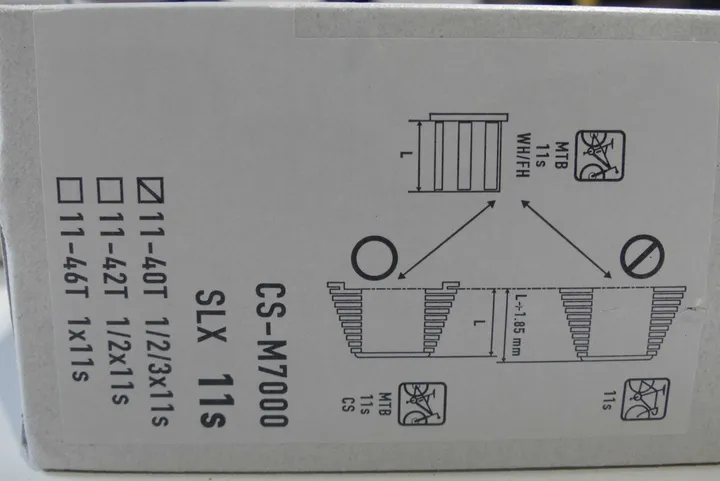 11s
MTB
11s
WH/FH
L+1.85 mm
L
L
MTB
11s
CS
CS-M7000
SLX 11s
11-40T 1/2/3x11s
11-42T 1/2x11s
11-46T 1x11s